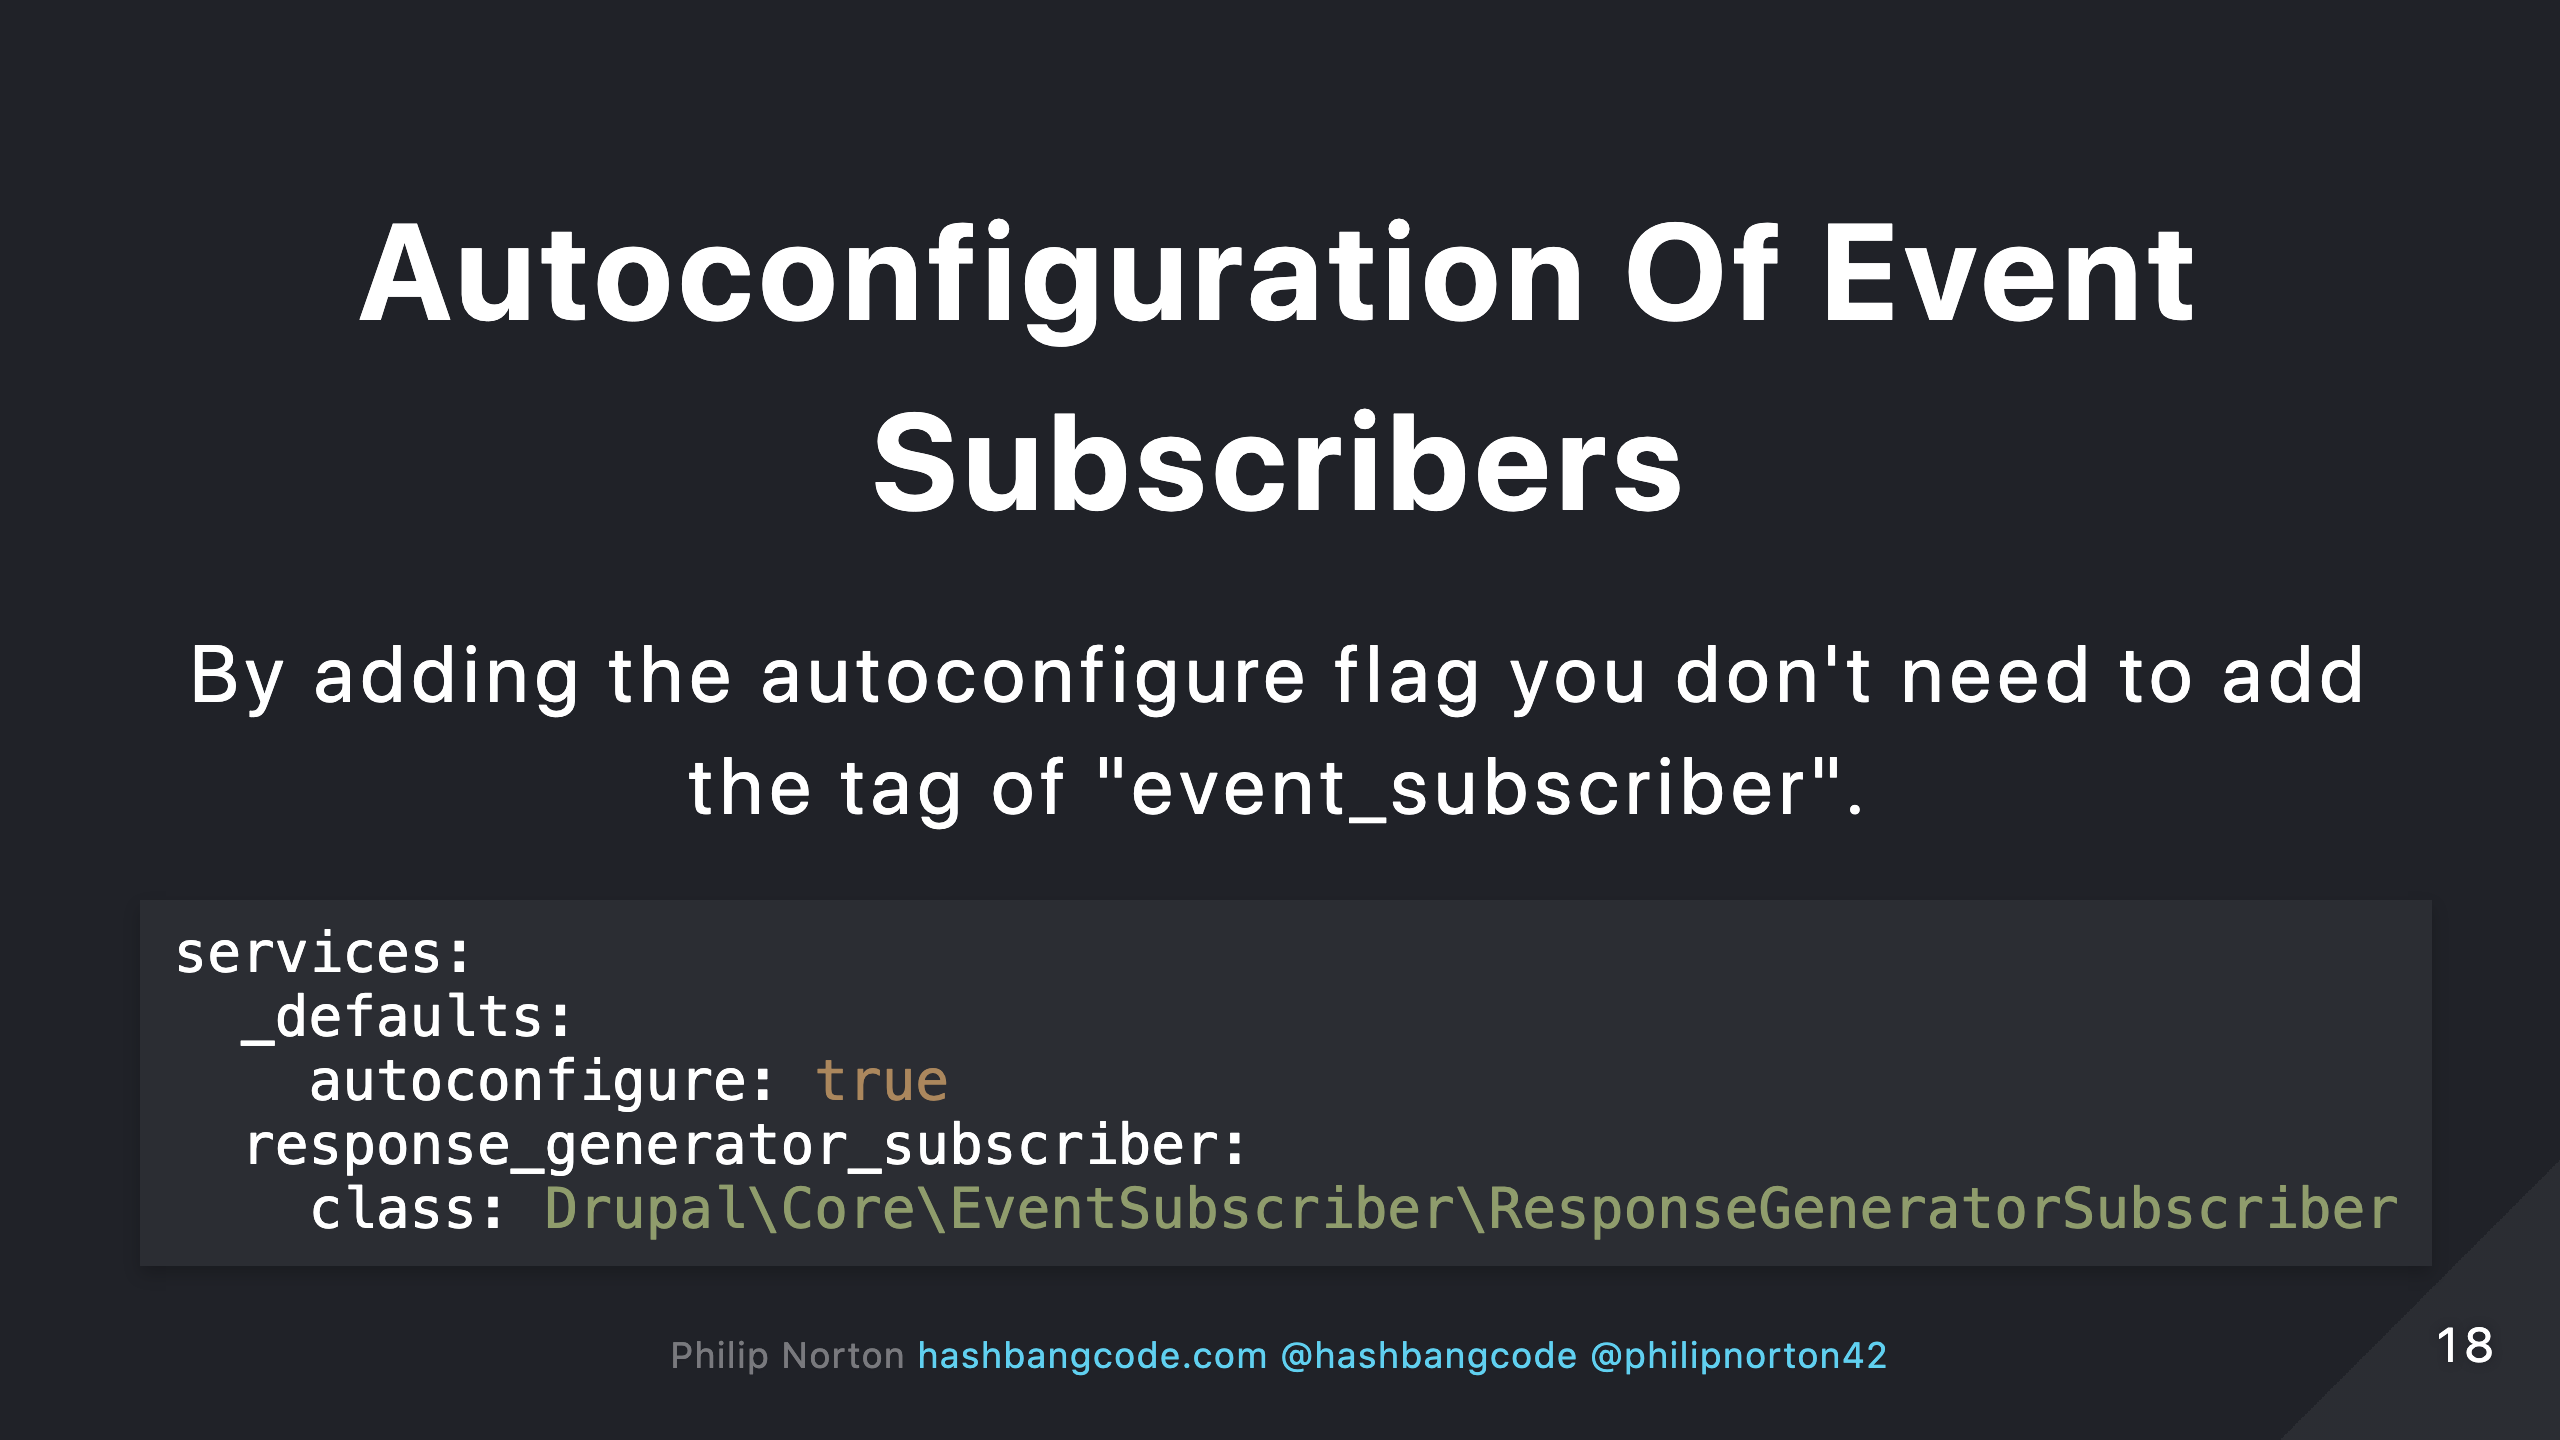 Autoconfiguration Of Event
Subscribers
By adding the autoconfigure flag you don't need to add
the tag of "event_subscriber".
services:
  _defaults:
    autoconfigure: true
  response_generator_subscriber:
    class: Drupal\Core\EventSubscriber\ResponseGeneratorSubscriber
Philip Norton hashbangcode.com @hashbangcode @philipnorton42
18